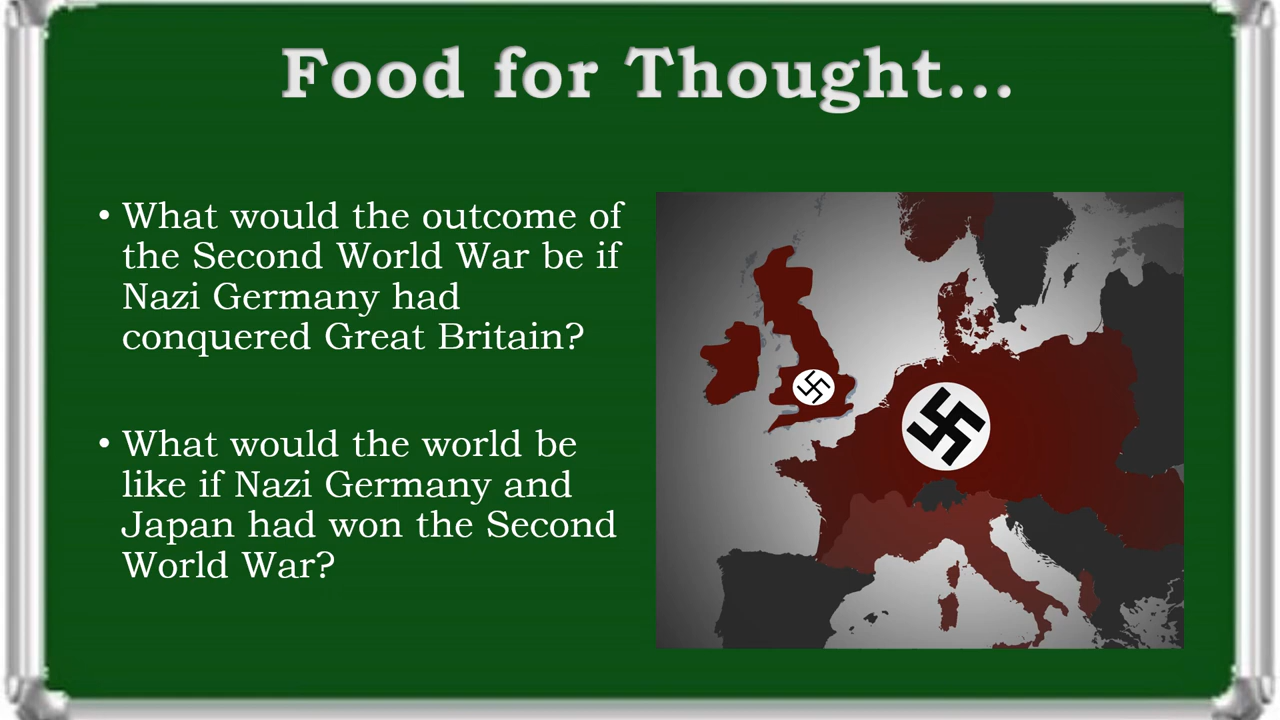 Food for Thought...
• What would the outcome of
the Second World War be if
Nazi Germany had
conquered Great Britain?
• What would the world be
like if Nazi Germany and
Japan had won the Second
World War?